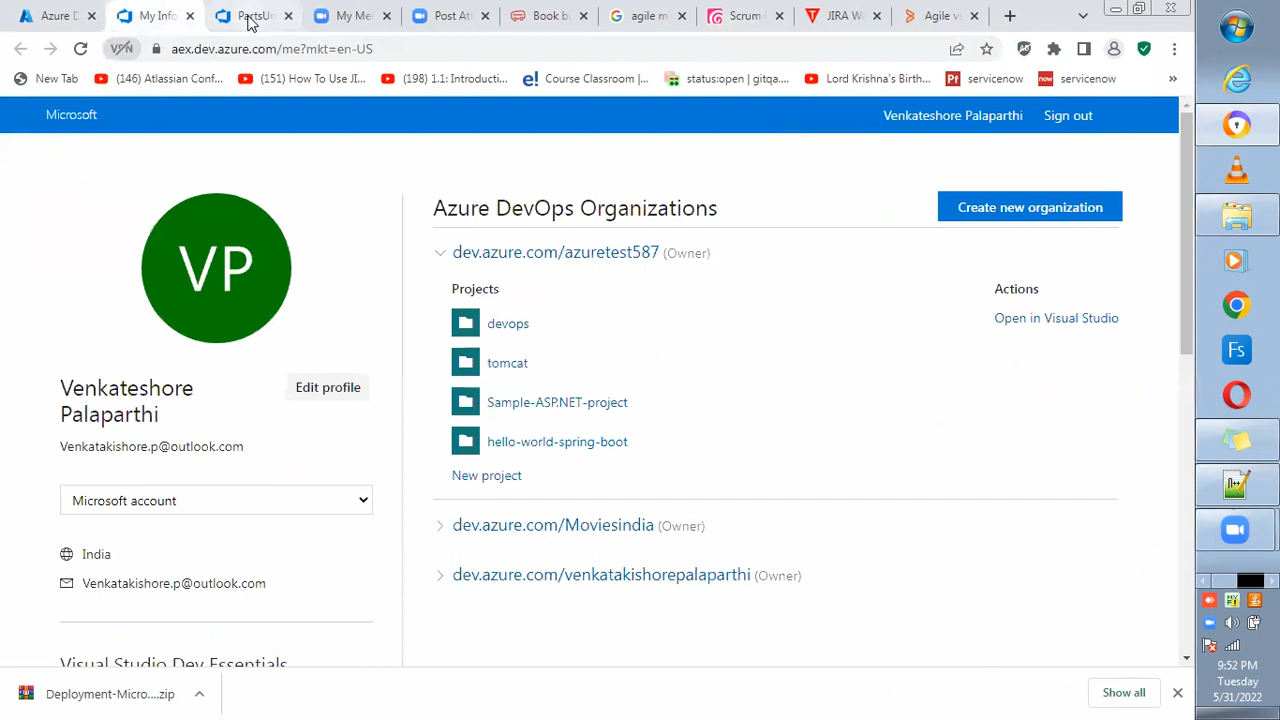 Azure D
My Info
PartsUn
My Me
Post Att
Book b
agile m
Scrum
JIRA W
Agile v
VPN
aex.dev.azure.com/me?mkt=en-US
New Tab
(146) Atlassian Conf...
(151) How To Use JI...
(198) 1.1: Introducti...
e! Course Classroom |...
status:open | gitqa....
Lord Krishna's Birth...
Pf servicenow
now servicenow
»
Microsoft
Venkateshore Palaparthi
Sign out
VP
Azure DevOps Organizations
Create new organization
dev.azure.com/azuretest587 (Owner)
Projects
Actions
devops
Open in Visual Studio
tomcat
Venkateshore
Palaparthi
Edit profile
Sample-ASP.NET-project
Venkatakishore.p@outlook.com
hello-world-spring-boot
New project
Microsoft account
dev.azure.com/Moviesindia (Owner)
India
dev.azure.com/venkatakishorepalaparthi (Owner)
Venkatakishore.p@outlook.com
Visual Studio Dev Essentials
Deployment-Micro....zip
Show all
Fs
9:52 PM
Tuesday
5/31/2022